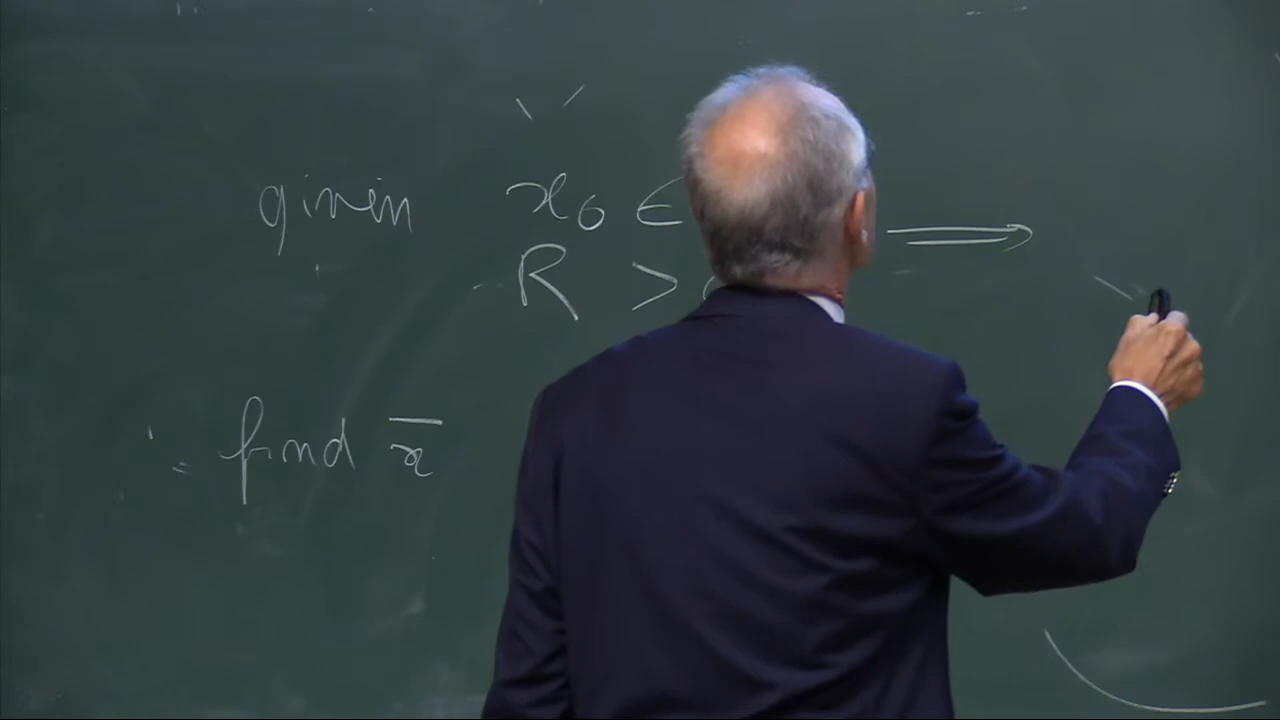 given x₀ ∈ ⟹
R >
find x̄